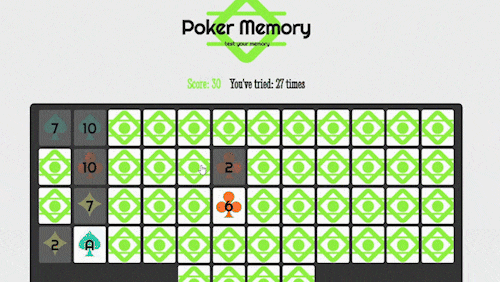 Poker Memory
test your memory
Score: 30 You've tried: 27 times
7 10
10 2
7 6
2 A